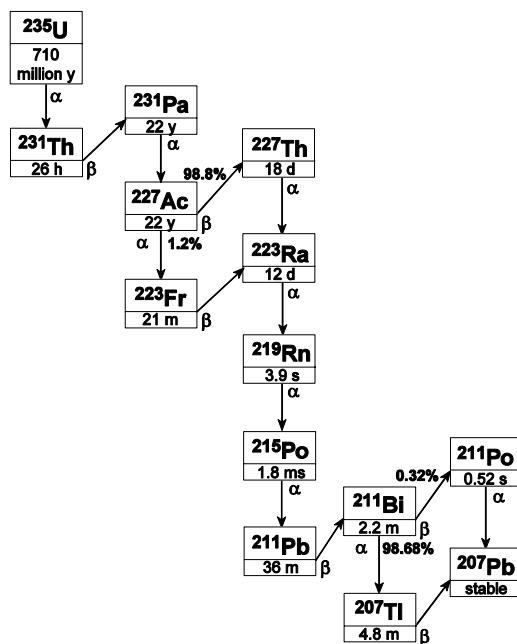 235U
710
million y
α
231Th
26 h
β
231Pa
22 y
α
227Ac
22 y
β
98.8%
α
1.2%
223Fr
21 m
β
227Th
18 d
α
223Ra
12 d
α
219Rn
3.9 s
α
215Po
1.8 ms
α
211Pb
36 m
β
211Bi
2.2 m
β
0.32%
α
98.68%
207Tl
4.8 m
β
211Po
0.52 s
α
207Pb
stable